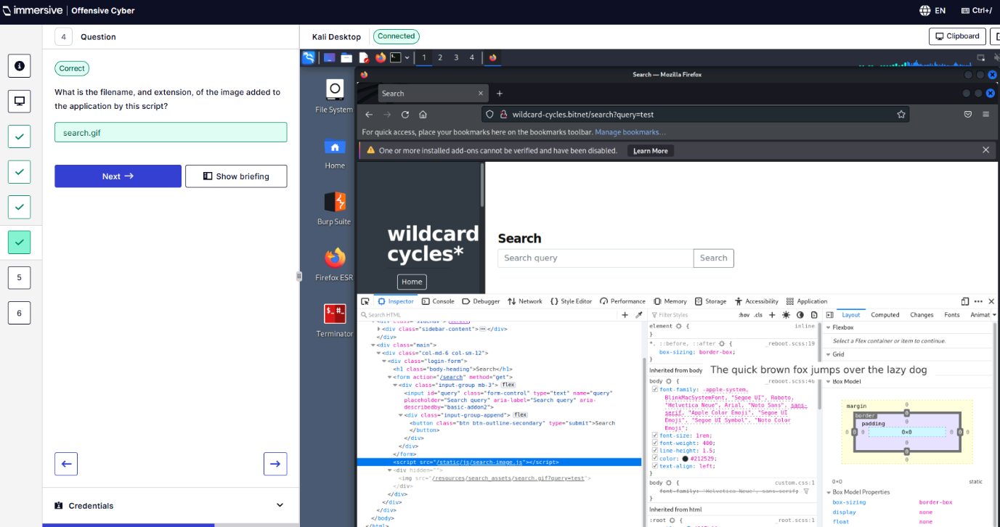 immersive | Offensive Cyber
EN
Ctrl+/
4 Question
Kali Desktop
Connected
Clipboard
Correct
What is the filename, and extension, of the image added to
the application by this script?
search.gif
Next →
Show briefing
5
6
Credentials
1 2 3 4
File System
Home
Burp Suite
Firefox ESR
Terminator
Search — Mozilla Firefox
Search
wildcard-cycles.bitnet/search?query=test
For quick access, place your bookmarks here on the bookmarks toolbar. Manage bookmarks…
One or more installed add-ons cannot be verified and have been disabled.
Learn More
wildcard
cycles*
Home
Search
Search query
Search
Inspector
Console
Debugger
Network
Style Editor
Performance
Memory
Storage
Accessibility
Application
Search HTML
<div class="sidebar-content"></div>
</div>
<div class="main">
<div class="col-md-6 col-sm-12">
<div class="login-form">
<h1 class="body-heading">Search</h1>
<form action="/search" method="get">
<div class="input-group mb-3"> flex
<input id="query" class="form-control" type="text" name="query"
placeholder="Search query" aria-label="Search query" aria-
describedby="basic-addon2">
<div class="input-group-append"> flex
<button class="btn btn-outline-secondary" type="submit">Search
</button>
</div>
</div>
</form>
<script src="/static/js/search-image.js"></script>
<div hidden="">
<img src="/resources/search_assets/search.gif?query=test">
</div>
</div>
</div>
</div>
</body>
</html>
Filter Styles
:hov .cls
element { inline
}
*, ::before, ::after { _reboot.scss:19
box-sizing: border-box;
}
Inherited from body
The quick brown fox jumps over the lazy dog
body { _reboot.scss:46
font-family: -apple-system,
BlinkMacSystemFont, "Segoe UI", Roboto,
"Helvetica Neue", Arial, "Noto Sans", sans-
serif, "Apple Color Emoji", "Segoe UI
Emoji", "Segoe UI Symbol", "Noto Color
Emoji";
font-size: 1rem;
font-weight: 400;
line-height: 1.5;
color: #212529;
text-align: left;
}
body { custom.css:1
font-family: 'Helvetica Neue', sans-serif;
}
Inherited from html
:root { _root.scss:1
Layout
Computed
Changes
Fonts
Animat
Flexbox
Select a Flex container or item to continue.
Grid
Box Model
margin
0
border
0
padding
0
0 0 0 0×0 0 0 0
0
0
0
0×0 static
Box Model Properties
box-sizing border-box
display none
float none